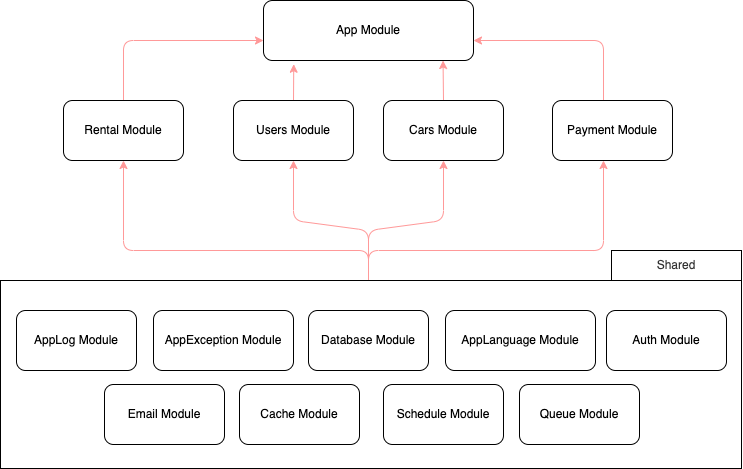 App Module
Rental Module
Users Module
Cars Module
Payment Module
Shared
AppLog Module
AppException Module
Database Module
AppLanguage Module
Auth Module
Email Module
Cache Module
Schedule Module
Queue Module